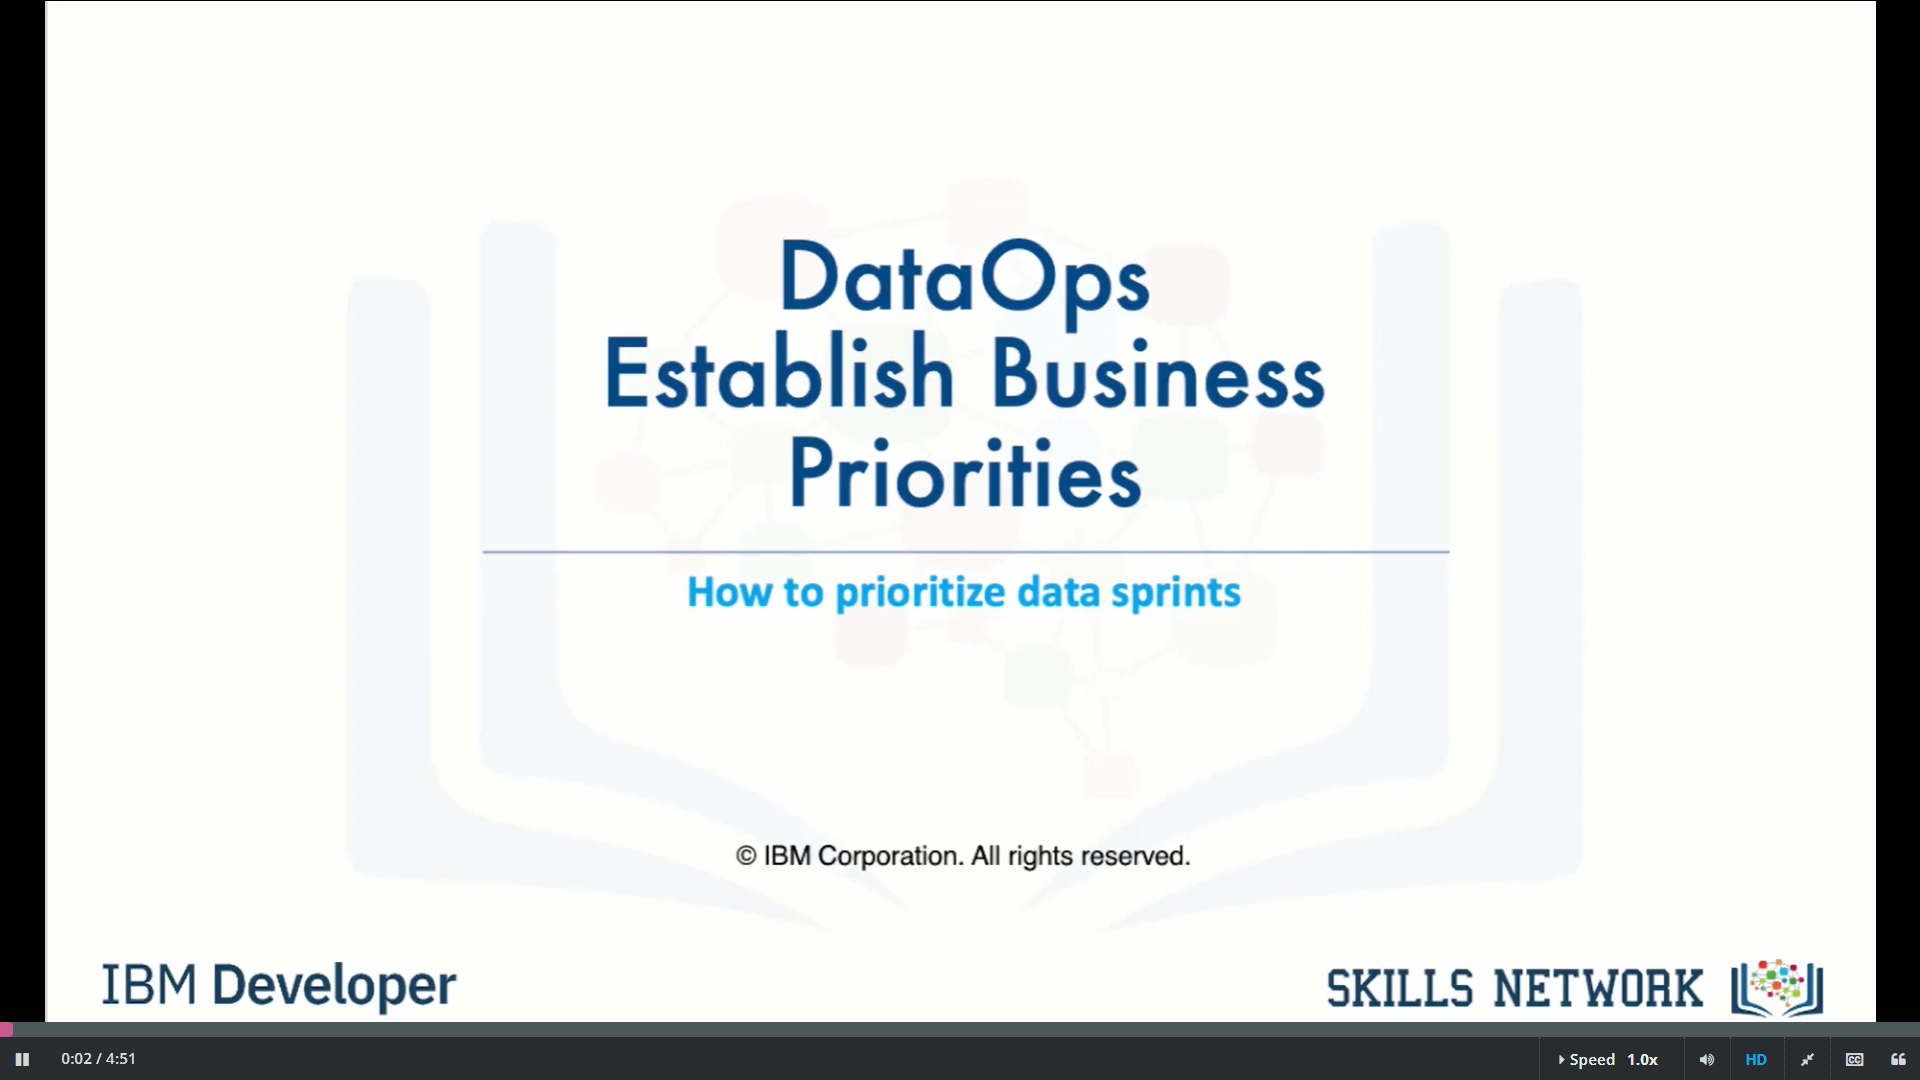 DataOps
Establish Business
Priorities
How to prioritize data sprints
© IBM Corporation. All rights reserved.
IBM Developer
SKILLS NETWORK
0:02 / 4:51
Speed 1.0x
HD
CC